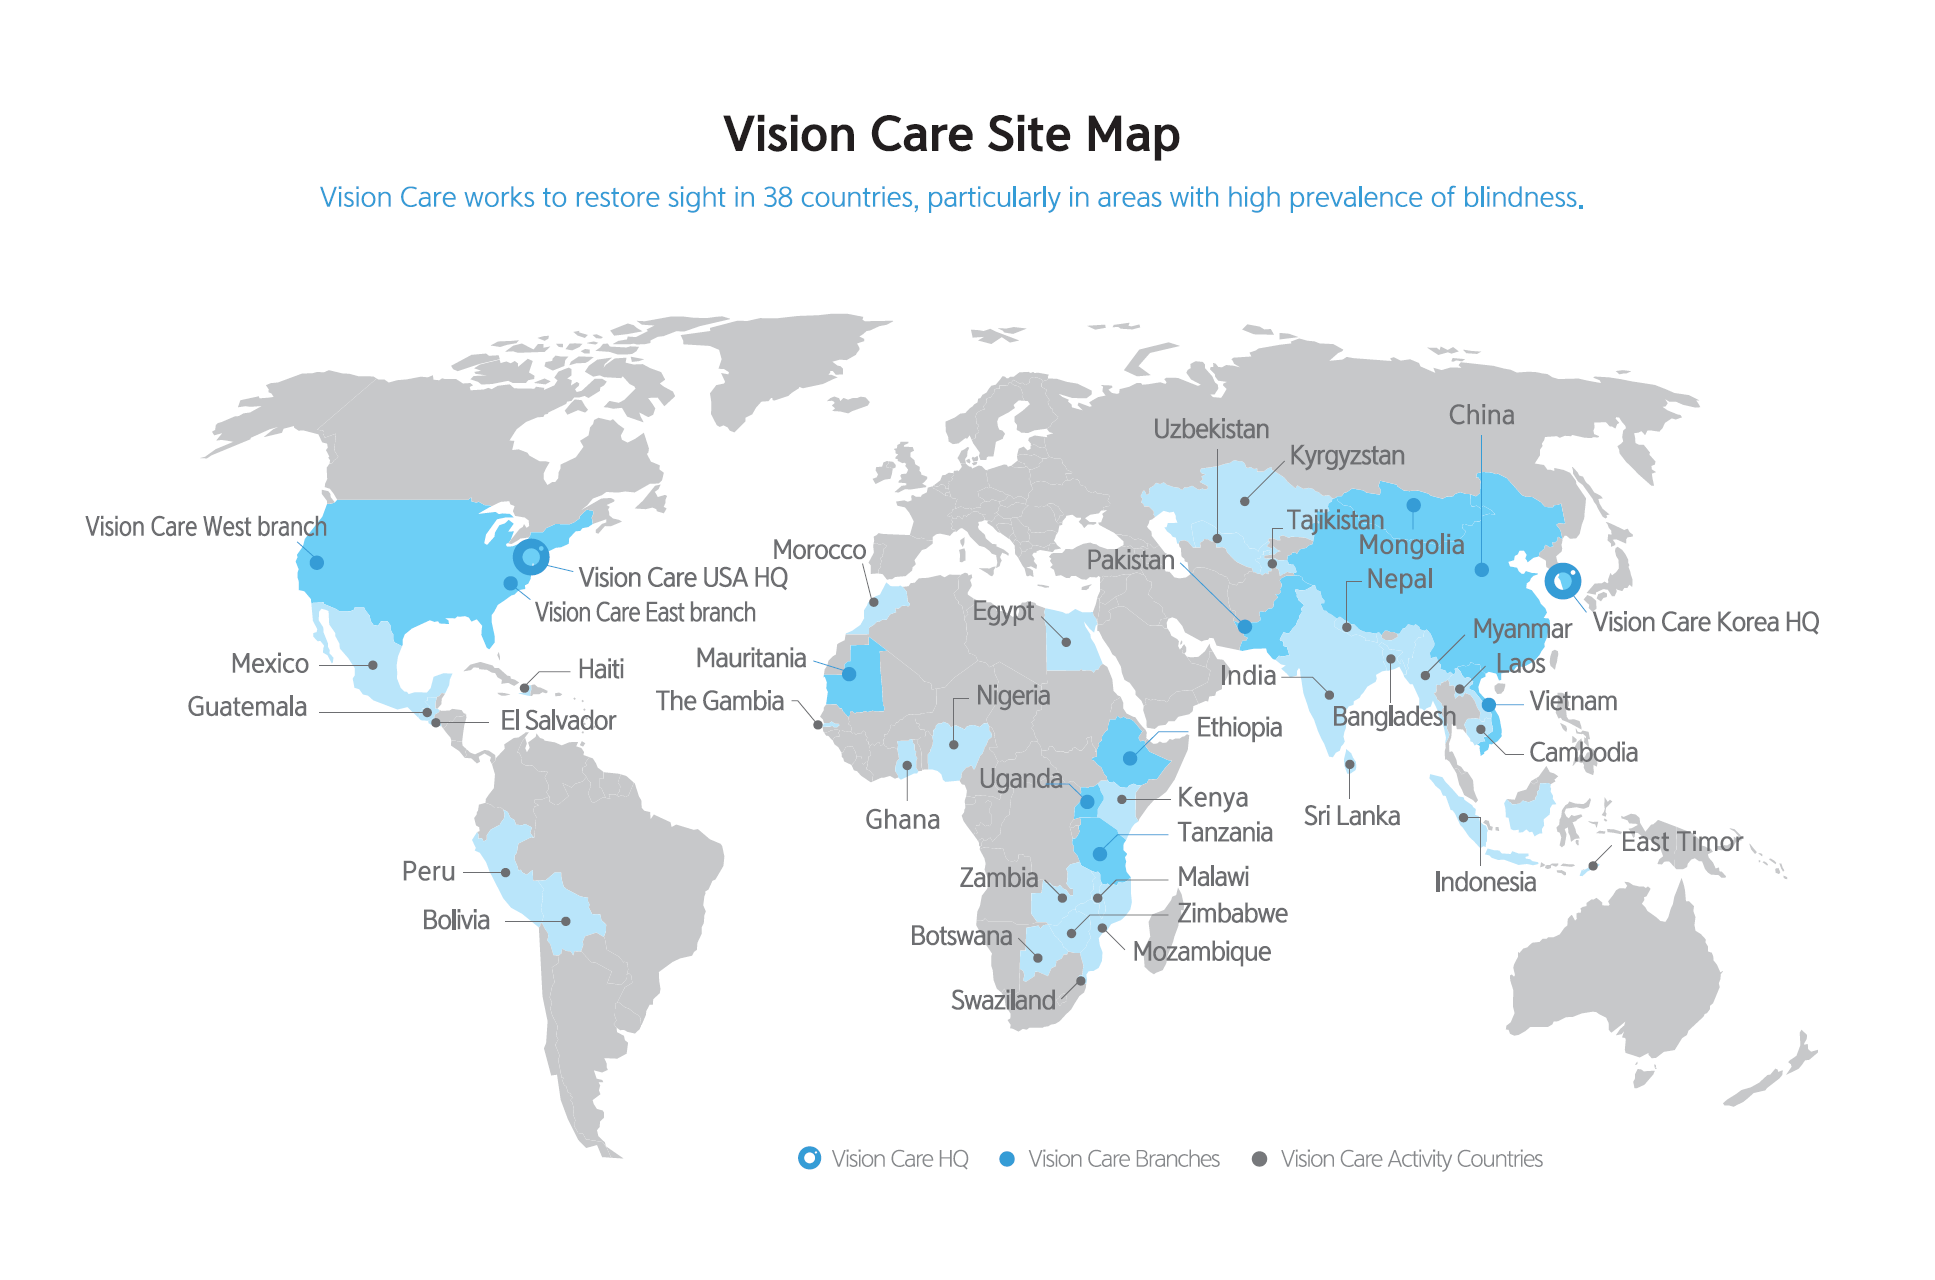 Vision Care Site Map
Vision Care works to restore sight in 38 countries, particularly in areas with high prevalence of blindness.
China
Uzbekistan
Kyrgyzstan
Vision Care West branch
Tajikistan
Mongolia
Morocco
Pakistan
Vision Care USA HQ
Nepal
Vision Care East branch
Egypt
Vision Care Korea HQ
Myanmar
Mexico
Haiti
Mauritania
Laos
India
Guatemala
The Gambia
Nigeria
Vietnam
El Salvador
Bangladesh
Ethiopia
Cambodia
Uganda
Kenya
Ghana
Sri Lanka
Tanzania
East Timor
Peru
Zambia
Malawi
Indonesia
Bolivia
Zimbabwe
Botswana
Mozambique
Swaziland
Vision Care HQ
Vision Care Branches
Vision Care Activity Countries